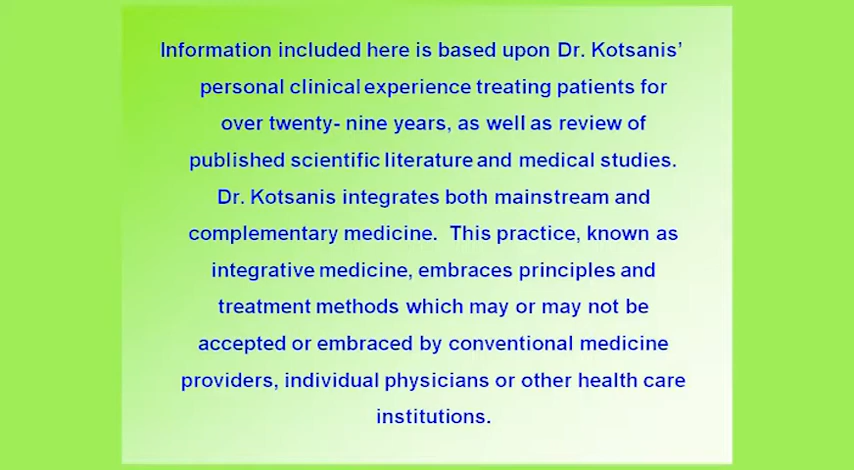 Information included here is based upon Dr. Kotsanis’
personal clinical experience treating patients for
over twenty- nine years, as well as review of
published scientific literature and medical studies.
Dr. Kotsanis integrates both mainstream and
complementary medicine.  This practice, known as
integrative medicine, embraces principles and
treatment methods which may or may not be
accepted or embraced by conventional medicine
providers, individual physicians or other health care
institutions.